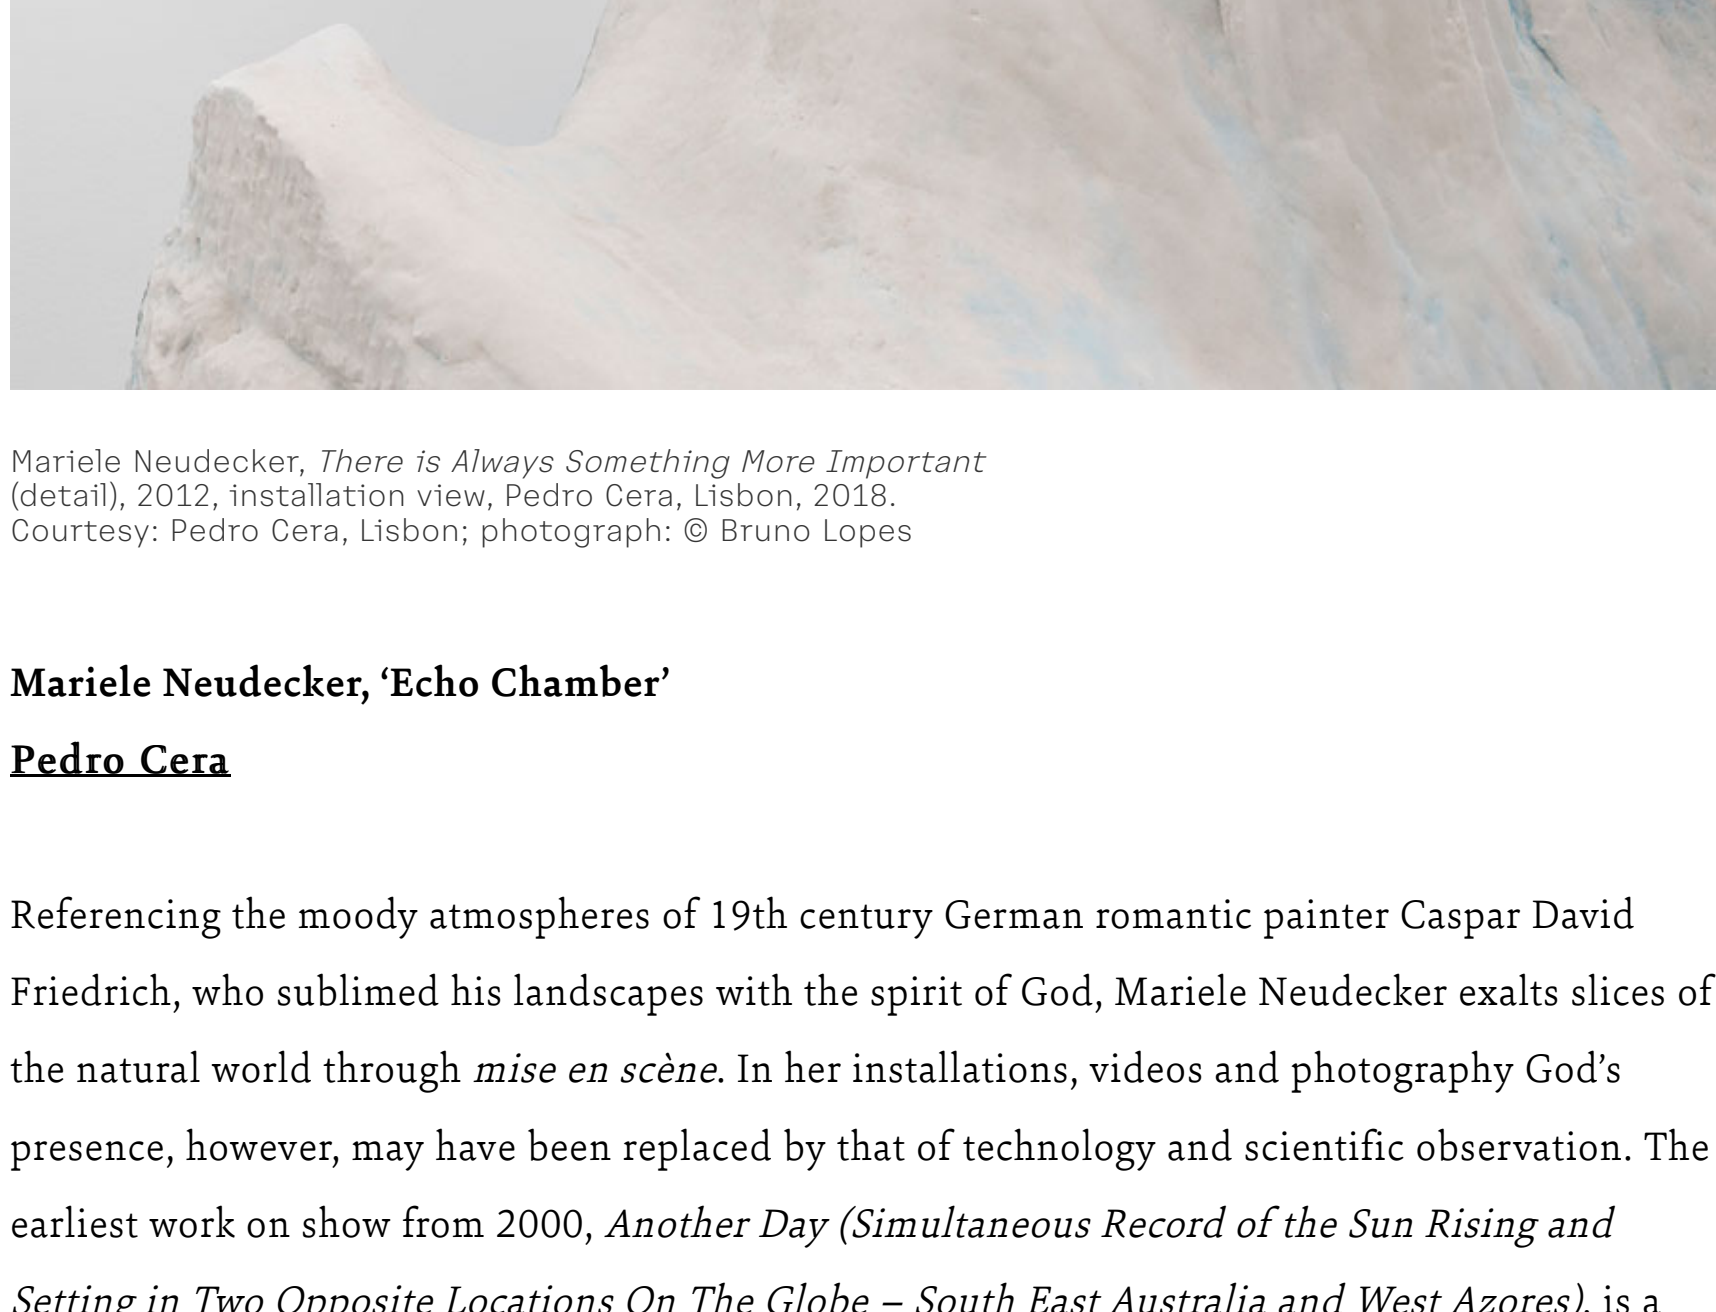 Mariele Neudecker, There is Always Something More Important
(detail), 2012, installation view, Pedro Cera, Lisbon, 2018.
Courtesy: Pedro Cera, Lisbon; photograph: © Bruno Lopes
Mariele Neudecker, ‘Echo Chamber’
Pedro Cera
Referencing the moody atmospheres of 19th century German romantic painter Caspar David
Friedrich, who sublimed his landscapes with the spirit of God, Mariele Neudecker exalts slices of
the natural world through mise en scène. In her installations, videos and photography God’s
presence, however, may have been replaced by that of technology and scientific observation. The
earliest work on show from 2000, Another Day (Simultaneous Record of the Sun Rising and
Setting in Two Opposite Locations On The Globe – South East Australia and West Azores), is a